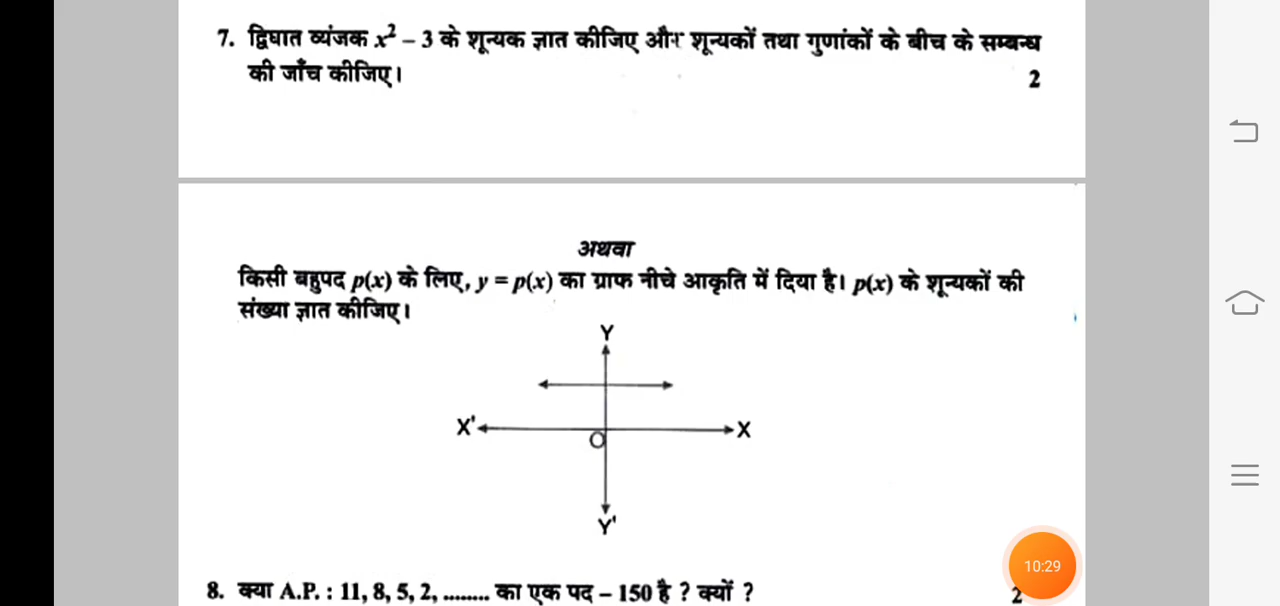 7. द्विघात व्यंजक x² – 3 के शून्यक ज्ञात कीजिए और शून्यकों तथा गुणांकों के बीच के सम्बन्ध
की जाँच कीजिए।
2
अथवा
किसी बहुपद p(x) के लिए, y = p(x) का ग्राफ नीचे आकृति में दिया है। p(x) के शून्यकों की
संख्या ज्ञात कीजिए।
Y
X' X
O
Y'
10:29
8. क्या A.P. : 11, 8, 5, 2, ........ का एक पद – 150 है ? क्यों ?
2